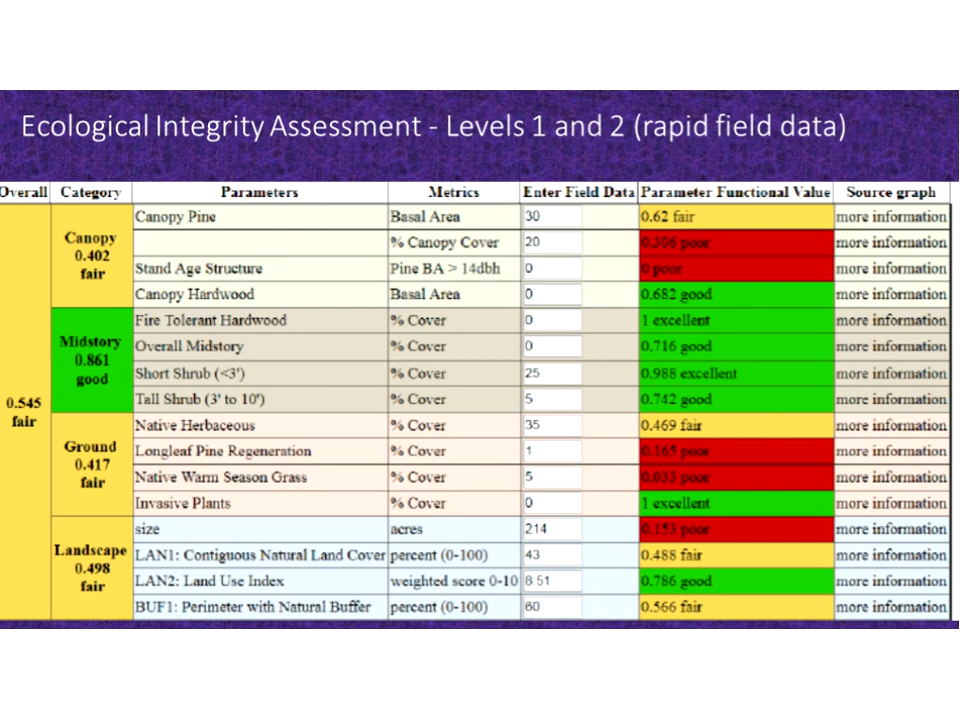 Ecological Integrity Assessment - Levels 1 and 2 (rapid field data)
Overall Category Parameters Metrics Enter Field Data Parameter Functional Value Source graph
0.545 fair
Canopy 0.402 fair
Canopy Pine Basal Area 30 0.62 fair more information
% Canopy Cover 20 0.306 poor more information
Stand Age Structure Pine BA > 14dbh 0 0 poor more information
Canopy Hardwood Basal Area 0 0.682 good more information
Midstory 0.861 good
Fire Tolerant Hardwood % Cover 0 1 excellent more information
Overall Midstory % Cover 0 0.716 good more information
Short Shrub (<3') % Cover 25 0.988 excellent more information
Tall Shrub (3' to 10') % Cover 5 0.742 good more information
Ground 0.417 fair
Native Herbaceous % Cover 35 0.469 fair more information
Longleaf Pine Regeneration % Cover 1 0.165 poor more information
Native Warm Season Grass % Cover 5 0.033 poor more information
Invasive Plants % Cover 0 1 excellent more information
Landscape 0.498 fair
size acres 214 0.153 poor more information
LAN1: Contiguous Natural Land Cover percent (0-100) 43 0.488 fair more information
LAN2: Land Use Index weighted score 0-10 8.51 0.786 good more information
BUF1: Perimeter with Natural Buffer percent (0-100) 60 0.566 fair more information